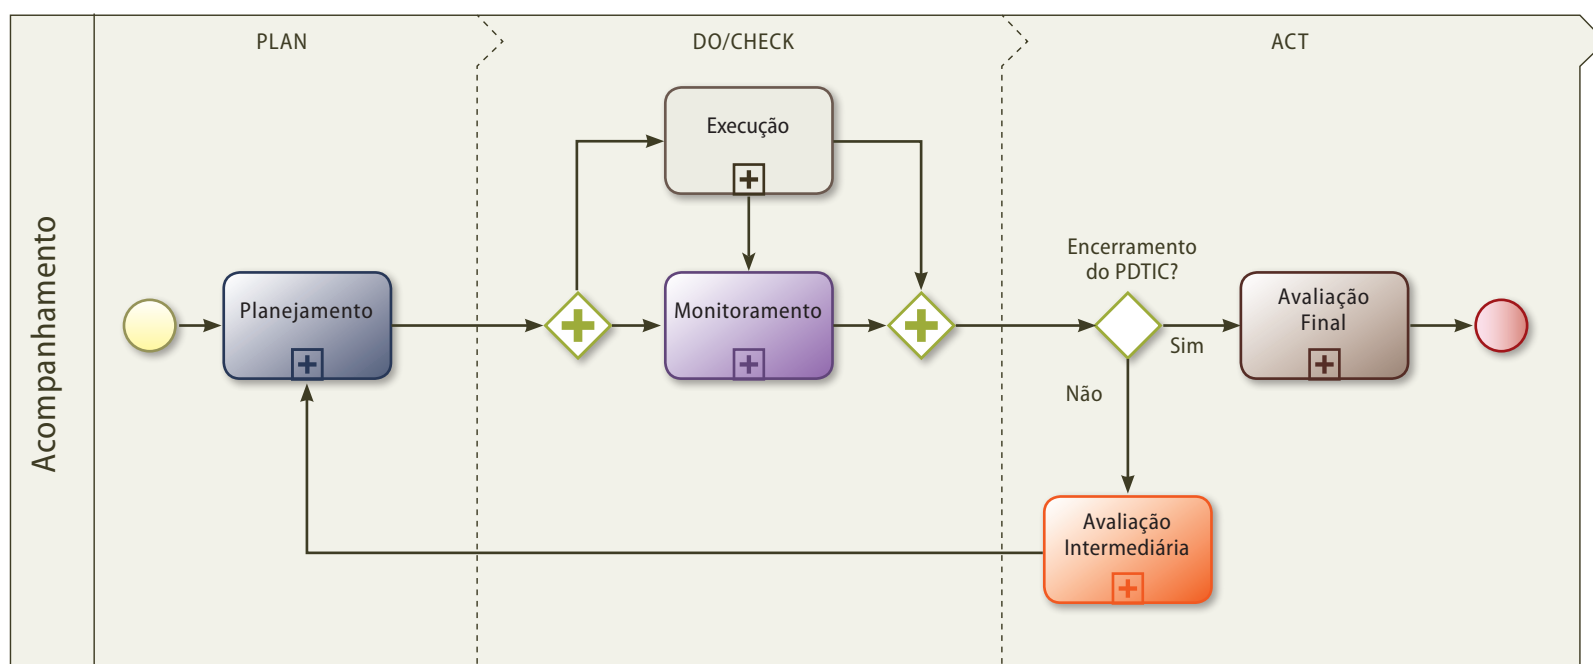 Acompanhamento
PLAN
DO/CHECK
ACT
Execução
Planejamento
Monitoramento
Encerramento
do PDTIC?
Sim
Não
Avaliação
Final
Avaliação
Intermediária